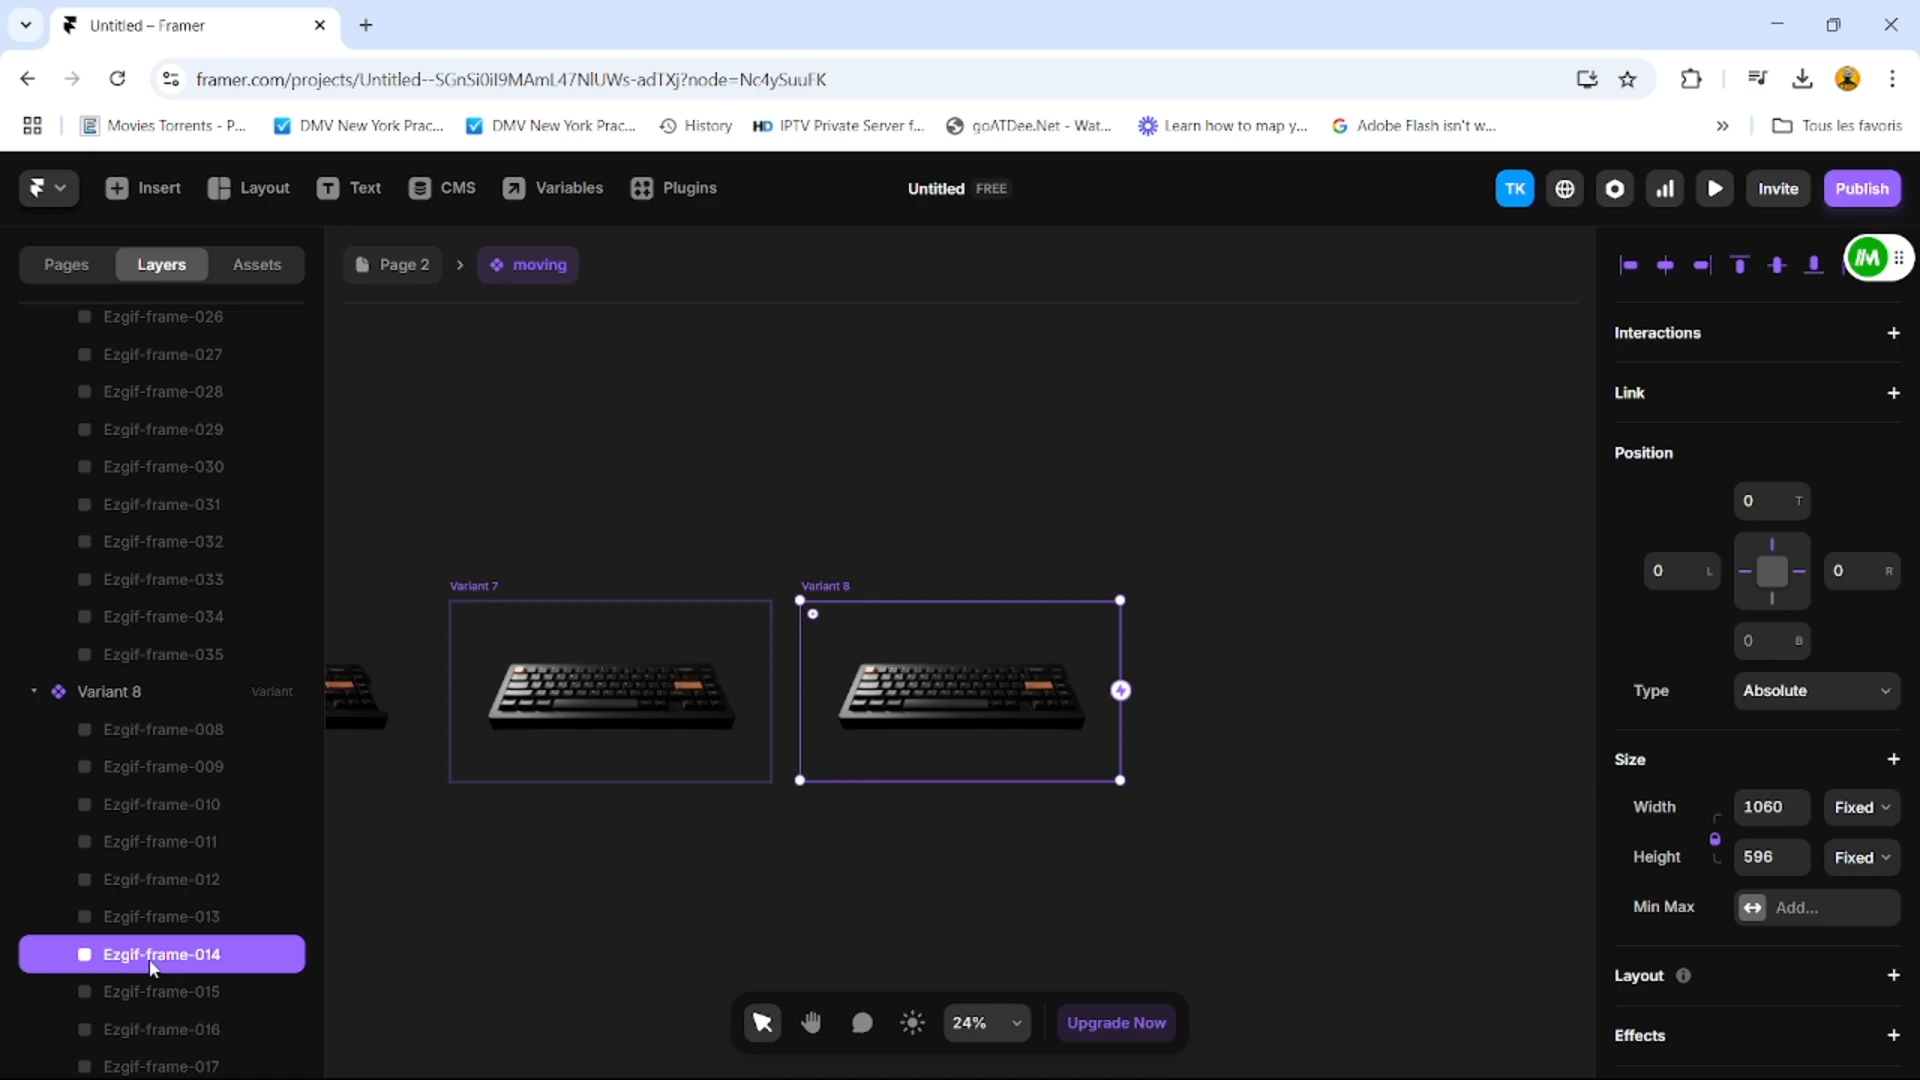 Untitled – Framer
framer.com/projects/Untitled--SGnSi0iI9MAmL47NlUWs-adTXj?node=Nc4ySuuFK
Movies Torrents - P...
DMV New York Prac...
DMV New York Prac...
History
HD IPTV Private Server f...
goATDee.Net - Wat...
Learn how to map y...
Adobe Flash isn't w...
»
Tous les favoris
Insert
Layout
Text
CMS
Variables
Plugins
Untitled FREE
TK
Invite
Publish
Pages
Layers
Assets
Page 2
moving
Ezgif-frame-026
Ezgif-frame-027
Ezgif-frame-028
Ezgif-frame-029
Ezgif-frame-030
Ezgif-frame-031
Ezgif-frame-032
Ezgif-frame-033
Ezgif-frame-034
Ezgif-frame-035
Variant 8 Variant
Ezgif-frame-008
Ezgif-frame-009
Ezgif-frame-010
Ezgif-frame-011
Ezgif-frame-012
Ezgif-frame-013
Ezgif-frame-014
Ezgif-frame-015
Ezgif-frame-016
Ezgif-frame-017
Variant 7
Variant 8
24%
Upgrade Now
Interactions
Link
Position
0 T
0 L
0 R
0 B
Type Absolute
Size
Width 1060 Fixed
Height 596 Fixed
Min Max Add...
Layout
Effects